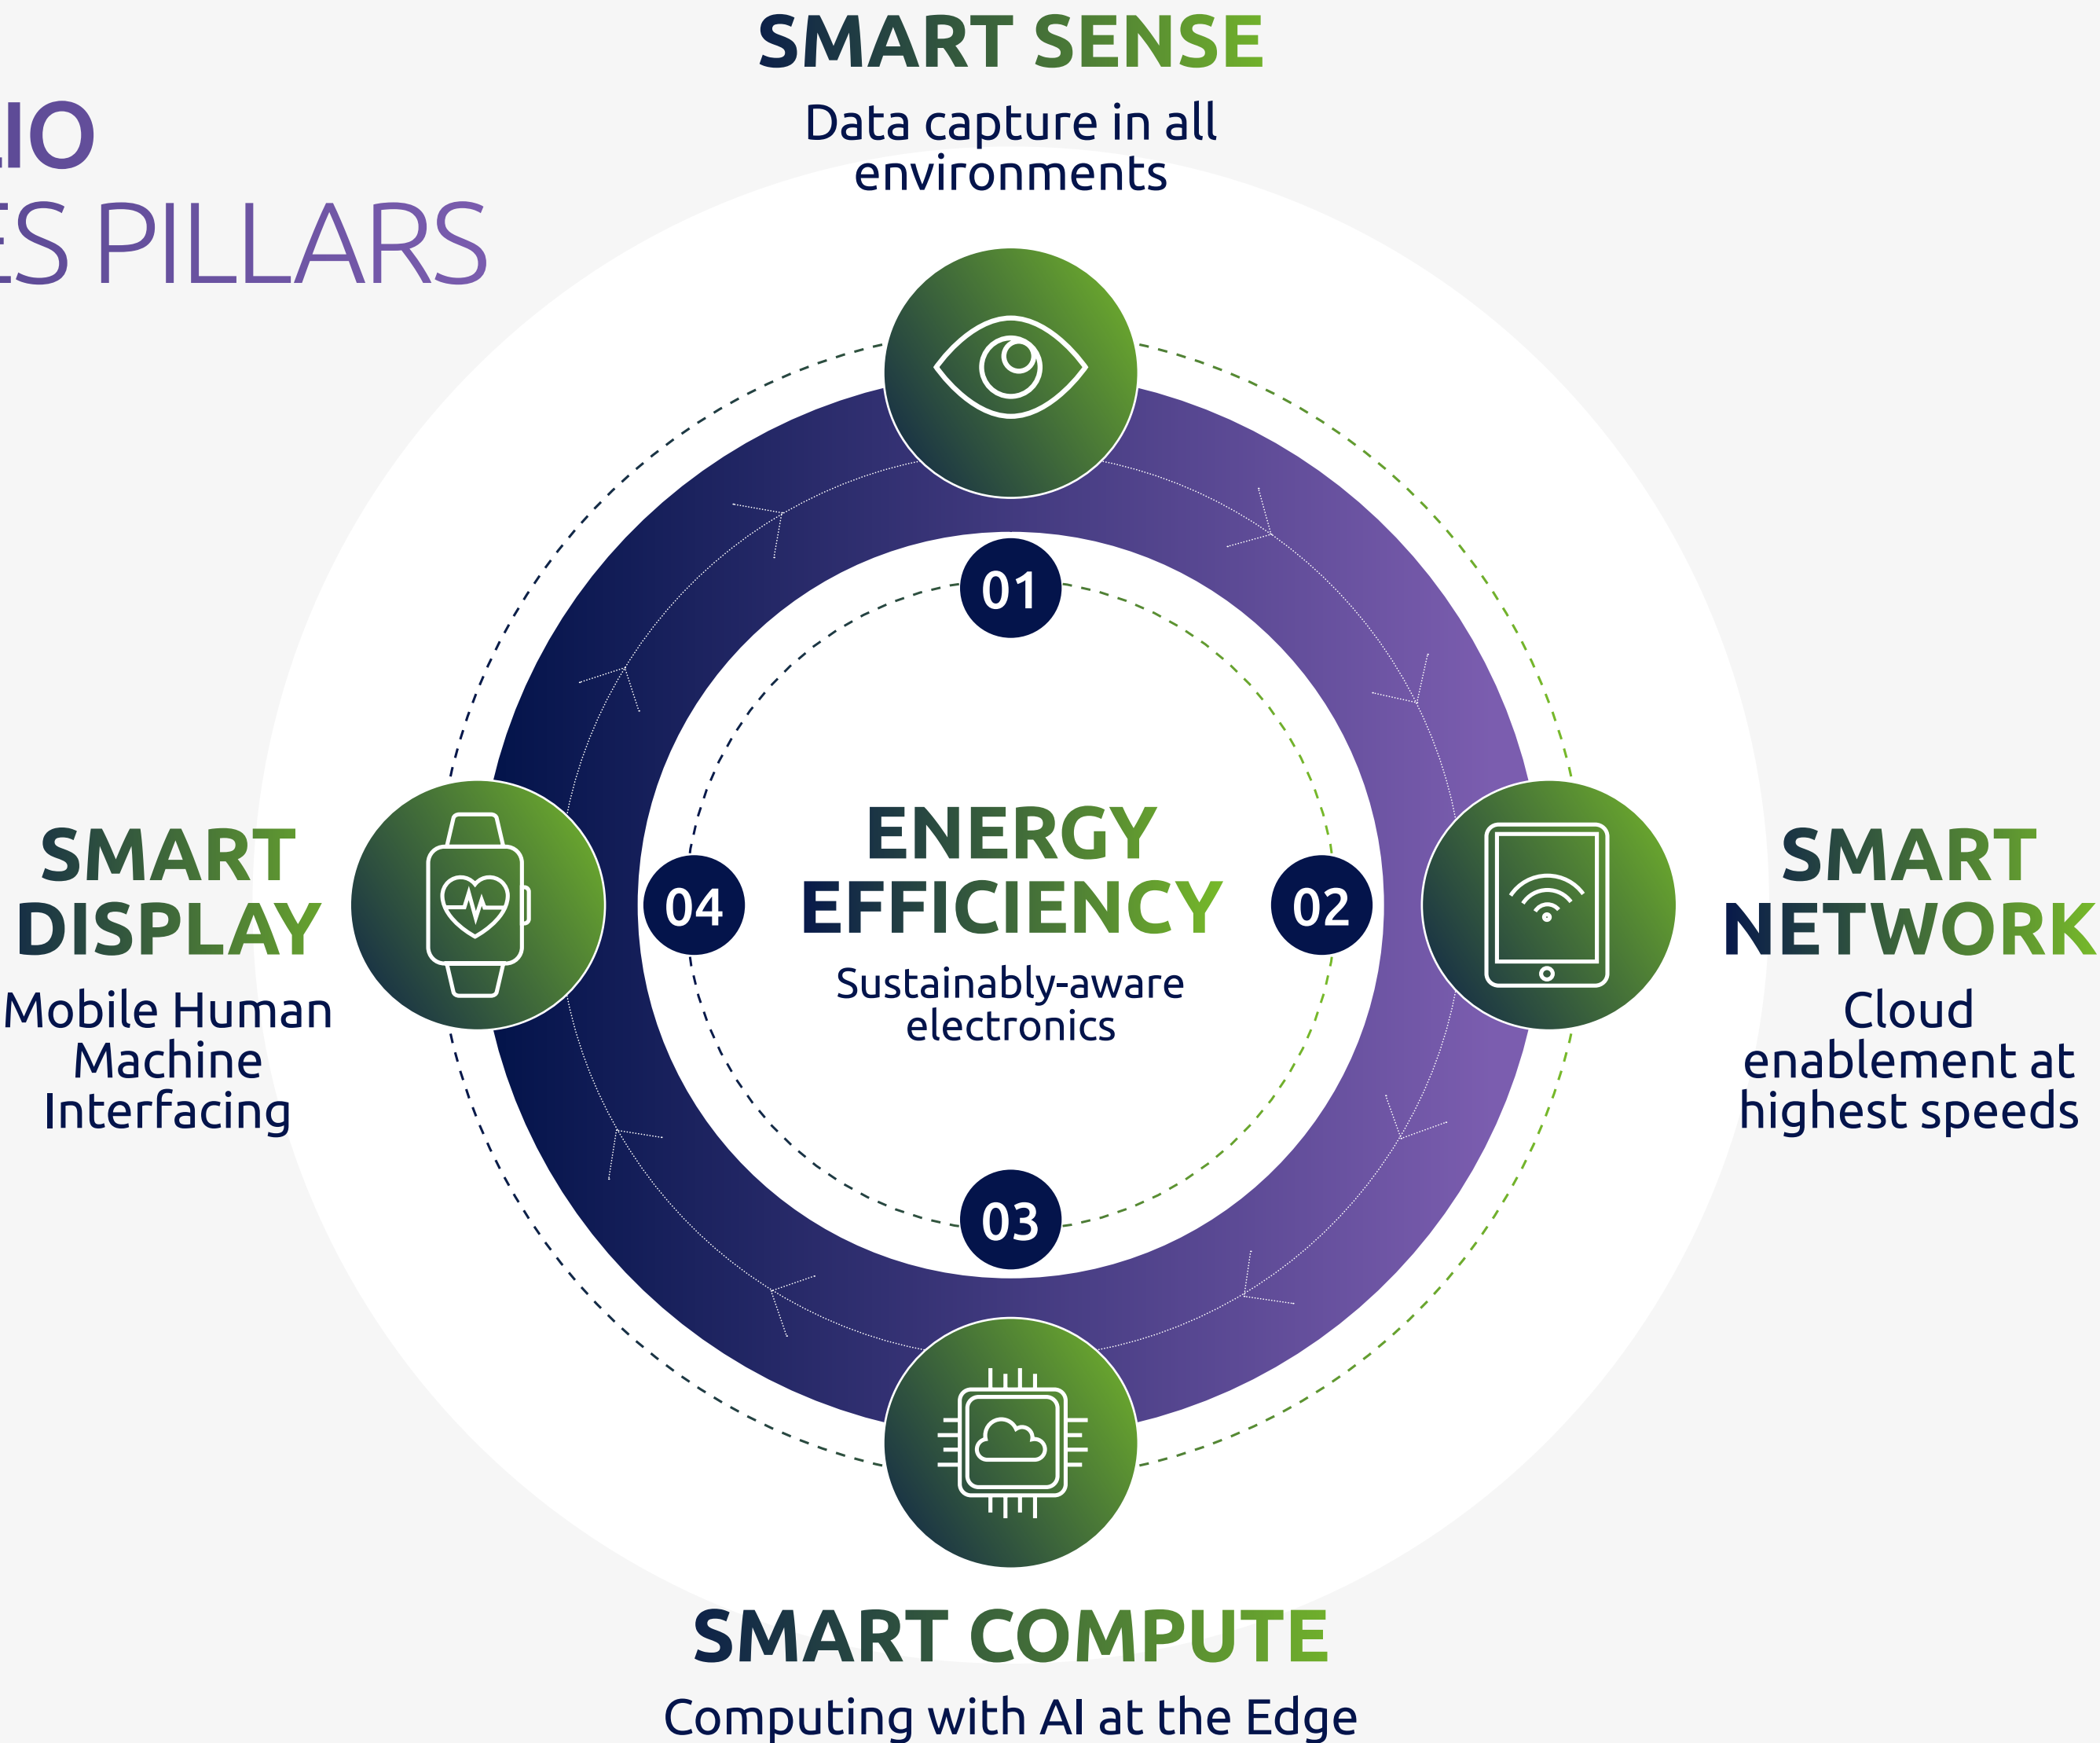 SMART SENSE
Data capture in all
environments
LIO
ES PILLARS
01
ENERGY
EFFICIENCY
Sustainably-aware
electronics
02
03
04
SMART
NETWORK
Cloud
enablement at
highest speeds
SMART
DISPLAY
Mobile Human
Machine
Interfacing
SMART COMPUTE
Computing with AI at the Edge